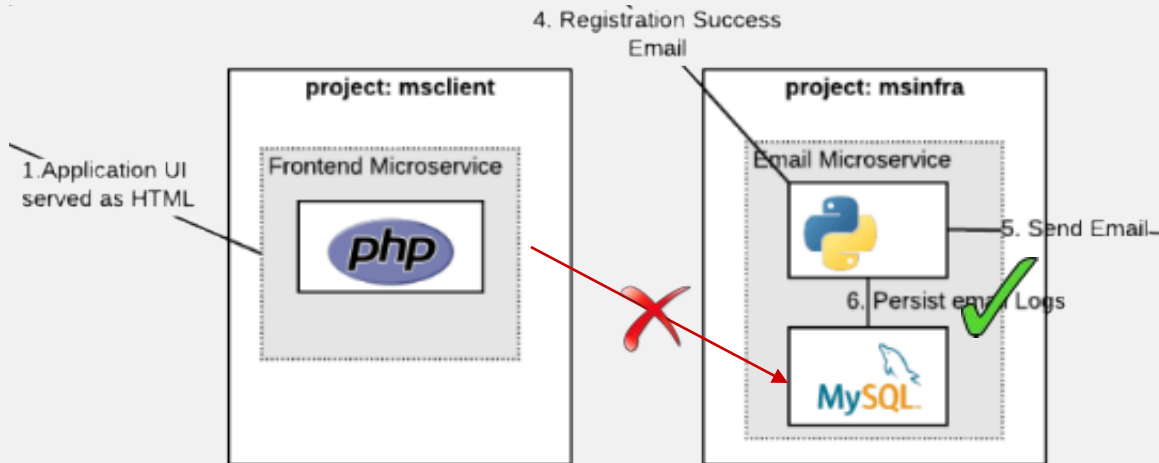 4. Registration Success
Email
project: msclient
project: msinfra
1.Application UI
served as HTML
Frontend Microservice
php
Email Microservice
5. Send Email
6. Persist email Logs
MySQL